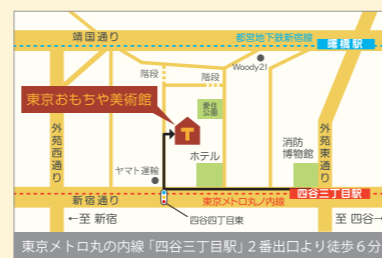 靖国通り
都営地下鉄新宿線
曙橋駅
階段
Woody21
階段
東京おもちゃ美術館
愛住
公園
外苑西通り
外苑東通り
消防
博物館
ホテル
ヤマト運輸
四谷三丁目駅
新宿通り
東京メトロ丸ノ内線
←至 新宿
四谷四丁目東
至 四谷→
東京メトロ丸の内線「四谷三丁目駅」2番出口より徒歩6分